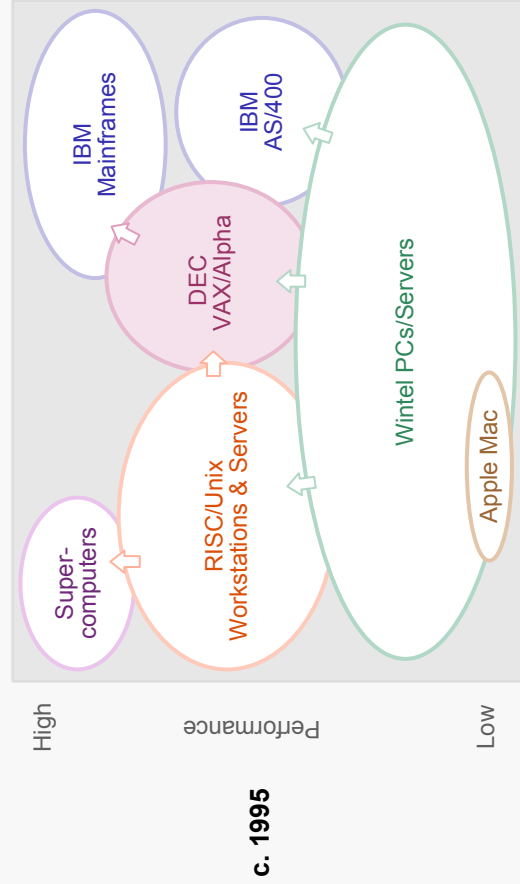 c. 1995
High
Performance
Low
Super-
computers
RISC/Unix
Workstations & Servers
DEC
VAX/Alpha
IBM
Mainframes
IBM
AS/400
Wintel PCs/Servers
Apple Mac